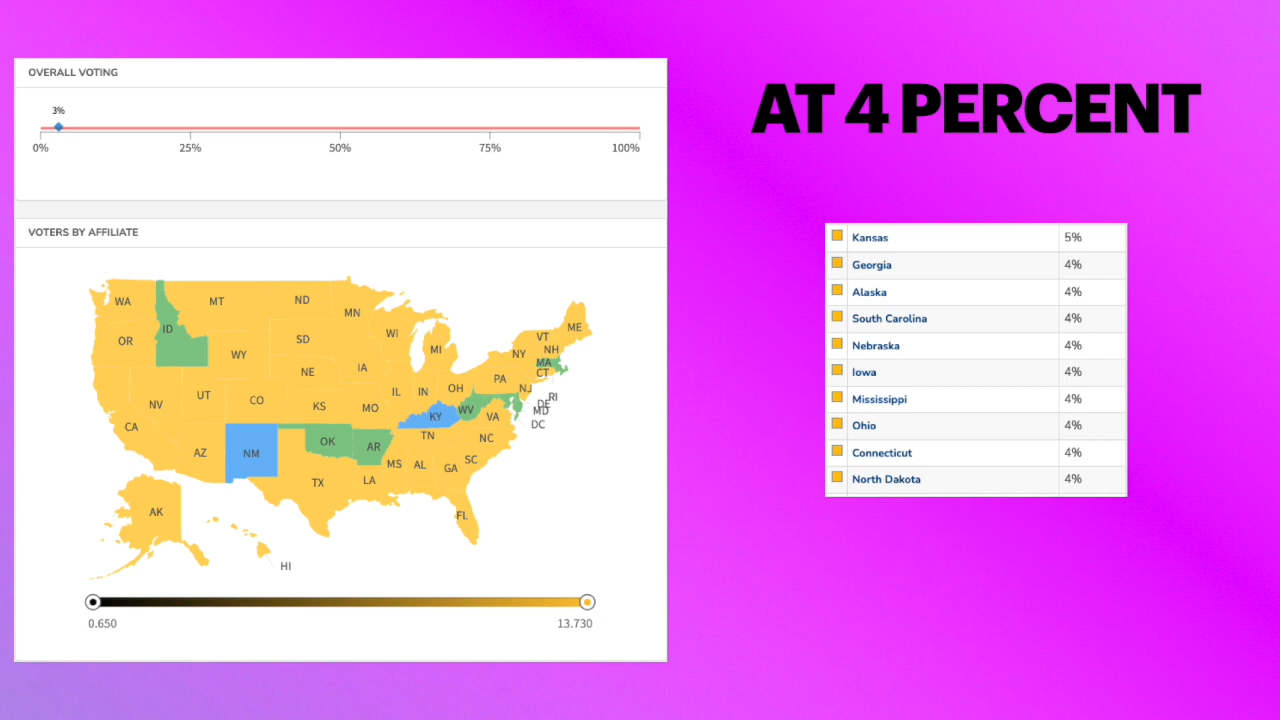 OVERALL VOTING
3%
0% 25% 50% 75% 100%
VOTERS BY AFFILIATE
WA MT ND MN ME
ID OR SD WI VT NH
WY MI NY MA
NE IA CT
NV UT CO IL IN OH PA NJ RI
KS MO KY WV VA DE MD
CA DC
AZ NM OK AR TN NC
MS AL GA SC
TX LA
AK FL
HI
0.650 13.730
AT 4 PERCENT
Kansas 5%
Georgia 4%
Alaska 4%
South Carolina 4%
Nebraska 4%
Iowa 4%
Mississippi 4%
Ohio 4%
Connecticut 4%
North Dakota 4%